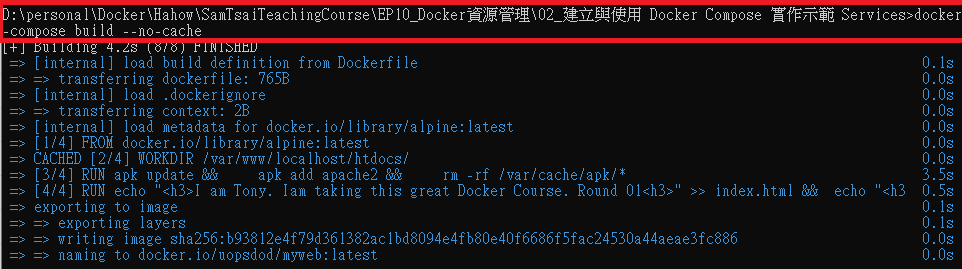 D:\personal\Docker\Hahow\SamTsaiTeachingCourse\EP10_Docker資源管理\02_建立與使用 Docker Compose 實作示範 Services>docker
-compose build --no-cache
[+] Building 4.2s (8/8) FINISHED
=> [internal] load build definition from Dockerfile 0.1s
=> => transferring dockerfile: 765B 0.0s
=> [internal] load .dockerignore 0.0s
=> => transferring context: 2B 0.0s
=> [internal] load metadata for docker.io/library/alpine:latest 0.0s
=> [1/4] FROM docker.io/library/alpine:latest 0.0s
=> CACHED [2/4] WORKDIR /var/www/localhost/htdocs/ 0.0s
=> [3/4] RUN apk update &&     apk add apache2 &&     rm -rf /var/cache/apk/* 3.5s
=> [4/4] RUN echo "<h3>I am Tony. Iam taking this great Docker Course. Round 01<h3>" >> index.html &&  echo "<h3 0.5s
=> exporting to image 0.1s
=> => exporting layers 0.1s
=> => writing image sha256:b93812e4f79d361382ac1bd8094e4fb80e40f6686f5fac24530a44aeae3fc886 0.0s
=> => naming to docker.io/uopsdod/myweb:latest 0.0s